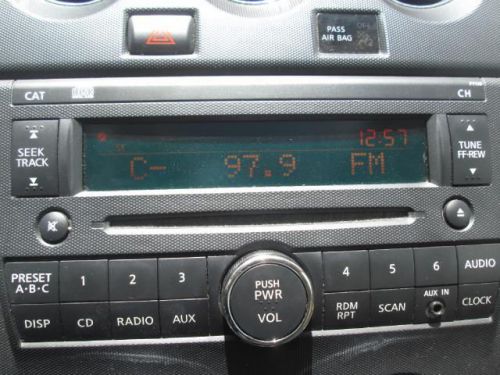 PASS
AIR BAG
OFF
CAT
CH
SEEK
TRACK
12:57
C- 97.9 FM
TUNE
FF·REW
PRESET
A·B·C
1
2
3
PUSH
PWR
VOL
4
5
6
AUDIO
DISP
CD
RADIO
AUX
RDM
RPT
SCAN
AUX IN
CLOCK